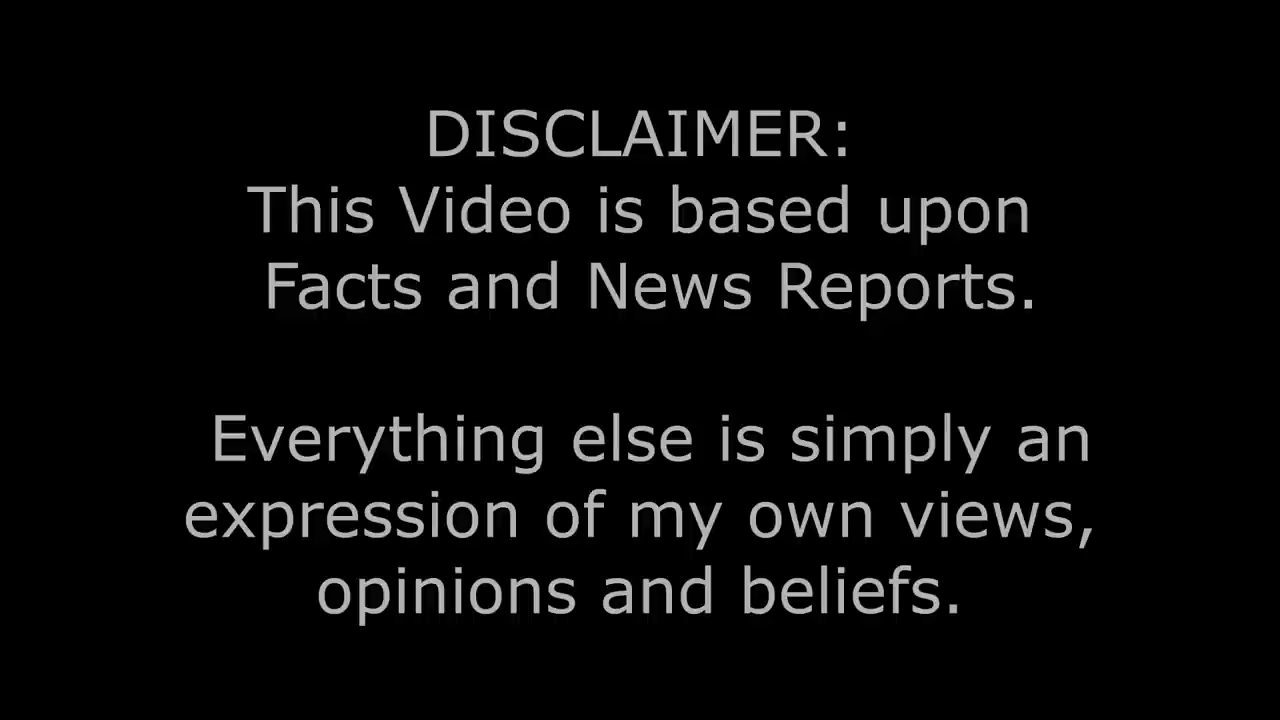 DISCLAIMER:
This Video is based upon
Facts and News Reports.
Everything else is simply an
expression of my own views,
opinions and beliefs.